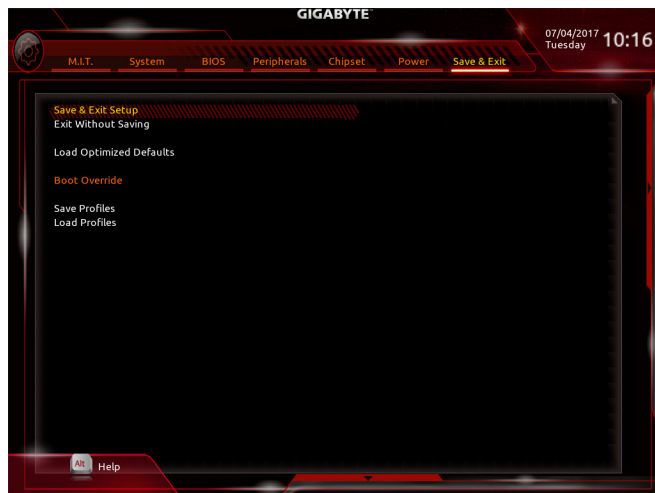 GIGABYTE™
07/04/2017
Tuesday
10:16
M.I.T. System BIOS Peripherals Chipset Power Save & Exit
Save & Exit Setup
Exit Without Saving
Load Optimized Defaults
Boot Override
Save Profiles
Load Profiles
Alt Help